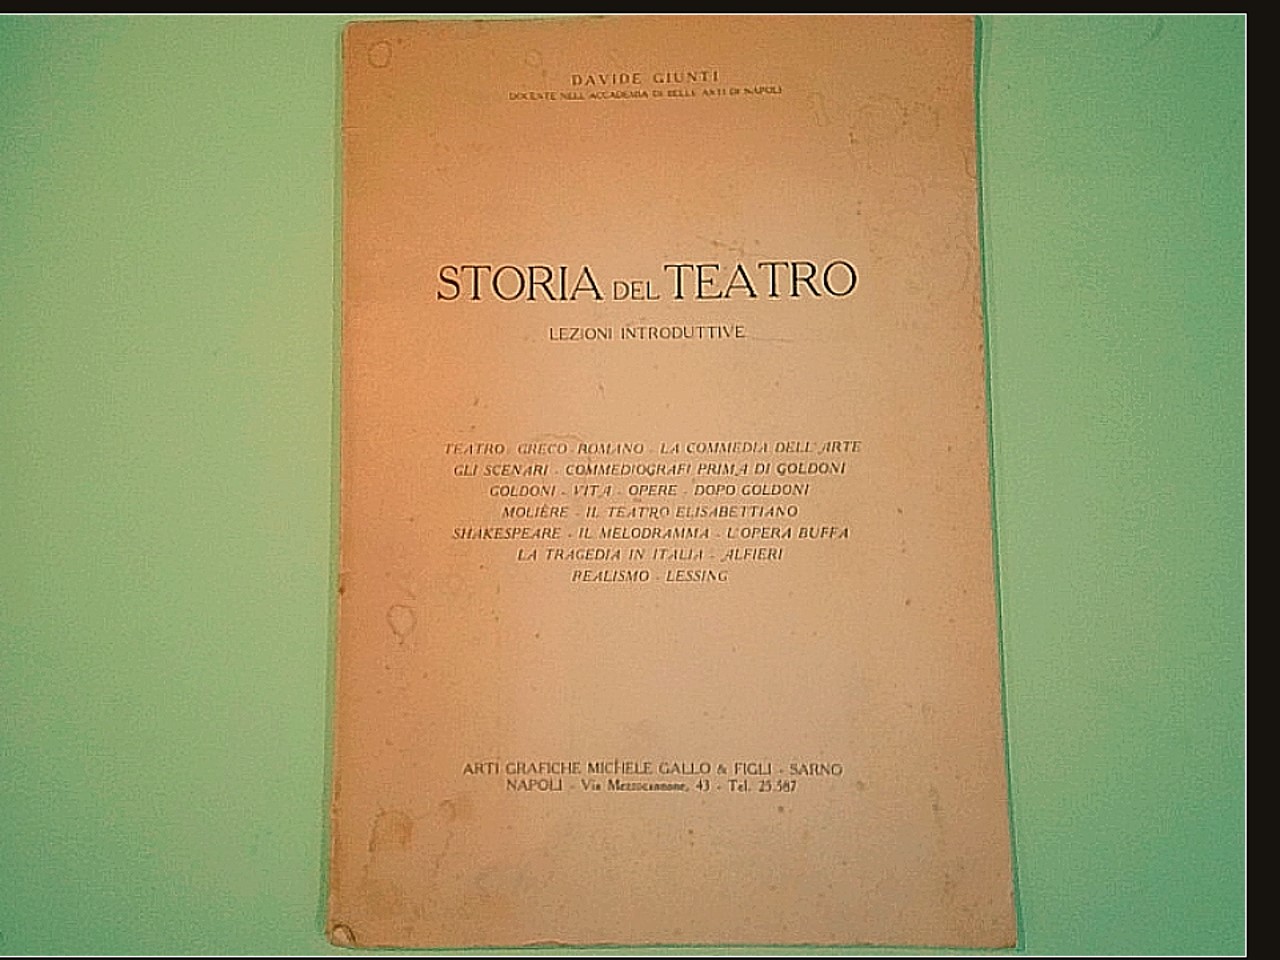 DAVIDE GIUNTI
DOCENTE NELL'ACCADEMIA DI BELLE ARTI DI NAPOLI
STORIA DEL TEATRO
LEZIONI INTRODUTTIVE
TEATRO GRECO ROMANO - LA COMMEDIA DELL'ARTE
GLI SCENARI - COMMEDIOGRAFI PRIMA DI GOLDONI
GOLDONI - VITA - OPERE - DOPO GOLDONI
MOLIÈRE - IL TEATRO ELISABETTIANO
SHAKESPEARE - IL MELODRAMMA - L'OPERA BUFFA
LA TRAGEDIA IN ITALIA - ALFIERI
REALISMO - LESSING
ARTI GRAFICHE MICHELE GALLO & FIGLI - SARNO
NAPOLI - Via Mezzocannone, 43 - Tel. 25.587